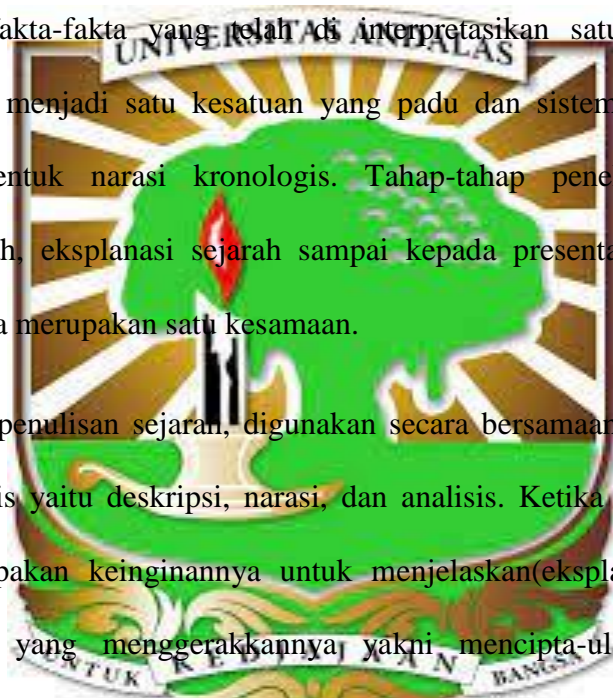 fakta-fakta yang telah di interpretasikan satu
UNIVERSITAS ANDALAS
menjadi satu kesatuan yang padu dan sistem
entuk narasi kronologis. Tahap-tahap pene
h, eksplanasi sejarah sampai kepada presenta
a merupakan satu kesamaan.
penulisan sejarah, digunakan secara bersamaan
is yaitu deskripsi, narasi, dan analisis. Ketika
pakan keinginannya untuk menjelaskan(ekspla
yang menggerakkannya yakni mencipta-ul
UNTUK KEDJAJAAN BANGSA